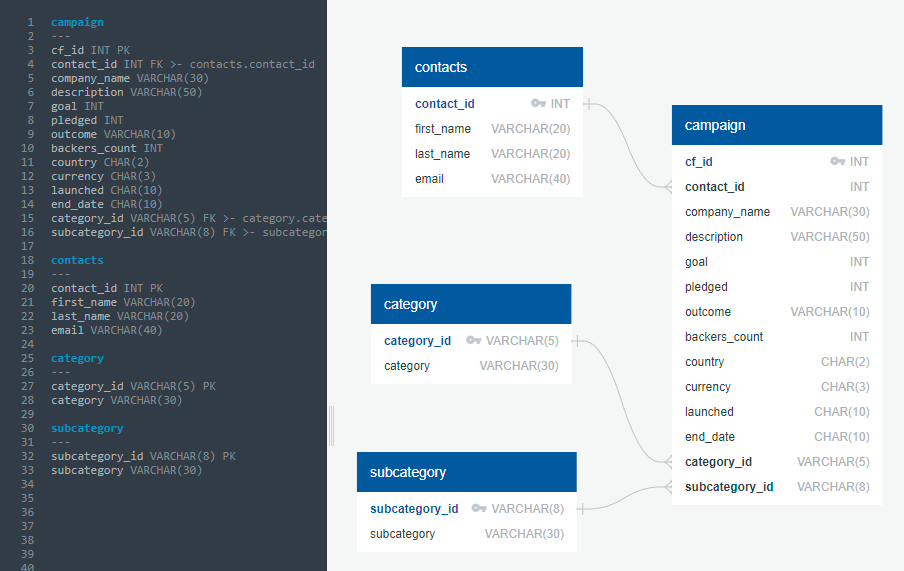 1 campaign
2 ---
3 cf_id INT PK
4 contact_id INT FK >- contacts.contact_id
5 company_name VARCHAR(30)
6 description VARCHAR(50)
7 goal INT
8 pledged INT
9 outcome VARCHAR(10)
10 backers_count INT
11 country CHAR(2)
12 currency CHAR(3)
13 launched CHAR(10)
14 end_date CHAR(10)
15 category_id VARCHAR(5) FK >- category.cate
16 subcategory_id VARCHAR(8) FK >- subcategor
17
18 contacts
19 ---
20 contact_id INT PK
21 first_name VARCHAR(20)
22 last_name VARCHAR(20)
23 email VARCHAR(40)
24
25 category
26 ---
27 category_id VARCHAR(5) PK
28 category VARCHAR(30)
29
30 subcategory
31 ---
32 subcategory_id VARCHAR(8) PK
33 subcategory VARCHAR(30)
34
35
36
37
38
39
40
contacts
contact_id INT
first_name VARCHAR(20)
last_name VARCHAR(20)
email VARCHAR(40)
category
category_id VARCHAR(5)
category VARCHAR(30)
subcategory
subcategory_id VARCHAR(8)
subcategory VARCHAR(30)
campaign
cf_id INT
contact_id INT
company_name VARCHAR(30)
description VARCHAR(50)
goal INT
pledged INT
outcome VARCHAR(10)
backers_count INT
country CHAR(2)
currency CHAR(3)
launched CHAR(10)
end_date CHAR(10)
category_id VARCHAR(5)
subcategory_id VARCHAR(8)